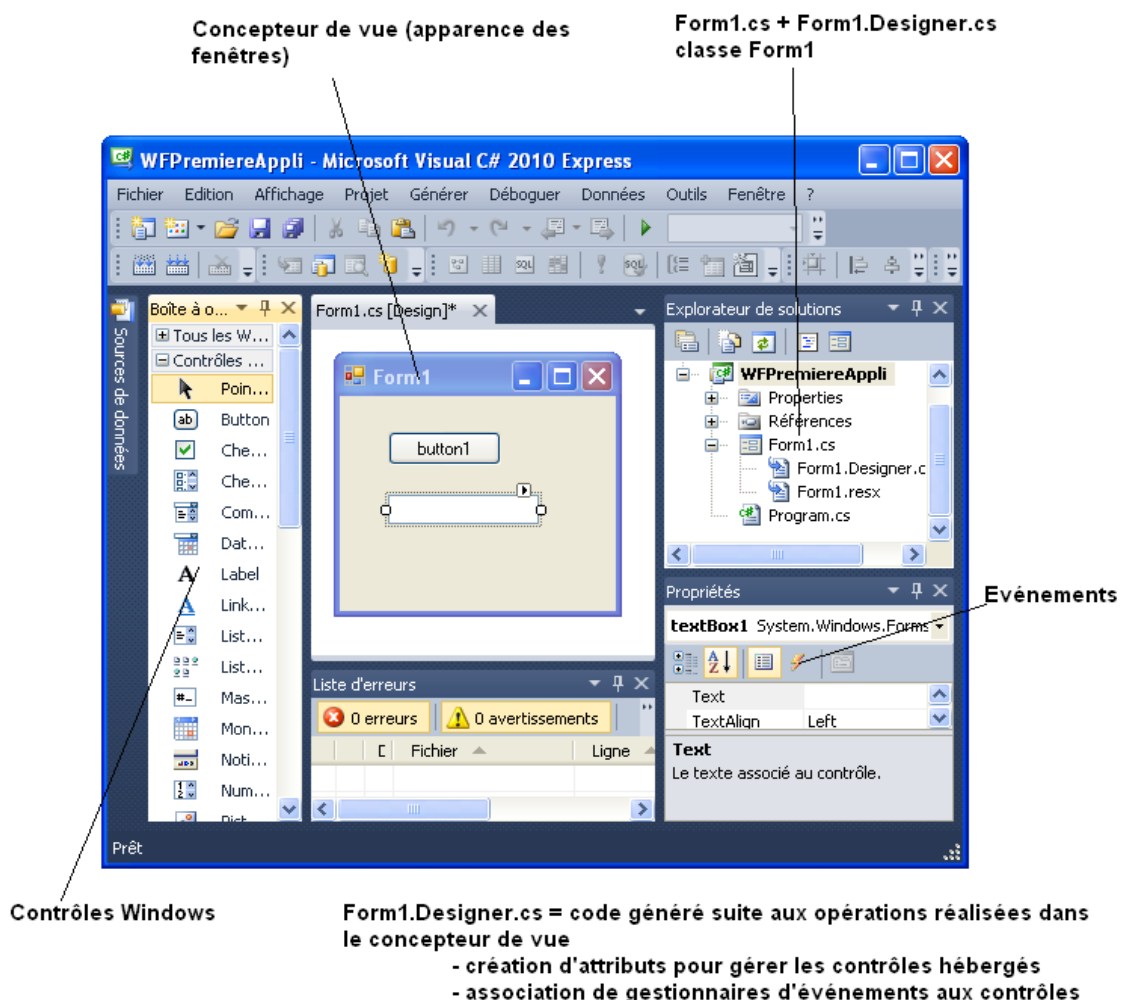 Concepteur de vue (apparence des
fenêtres)
Form1.cs + Form1.Designer.cs
classe Form1
WFPremiereAppli - Microsoft Visual C# 2010 Express
Fichier Edition Affichage Projet Générer Déboguer Données Outils Fenêtre ?
Sources de données
Boîte à o...
Tous les W...
Contrôles ...
Poin...
Button
Che...
Che...
Com...
Dat...
Label
Link...
List...
List...
Mas...
Mon...
Noti...
Num...
Form1.cs [Design]*
Form1
button1
Liste d'erreurs
0 erreurs
0 avertissements
Fichier
Ligne
Explorateur de solutions
WFPremiereAppli
Properties
Références
Form1.cs
Form1.Designer.c
Form1.resx
Program.cs
Propriétés
textBox1 System.Windows.Forms
Text
TextAlign Left
Text
Le texte associé au contrôle.
Evénements
Prêt
Contrôles Windows
Form1.Designer.cs = code généré suite aux opérations réalisées dans
le concepteur de vue
- création d'attributs pour gérer les contrôles hébergés
- association de gestionnaires d'événements aux contrôles